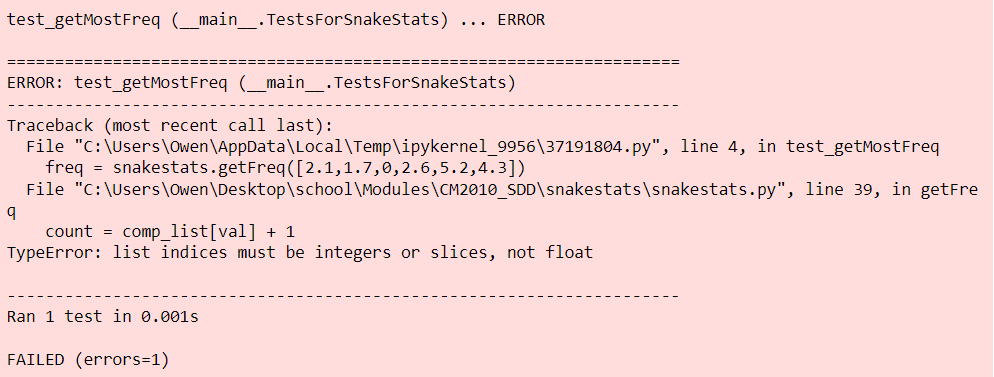 test_getMostFreq (__main__.TestsForSnakeStats) ... ERROR
======================================================================
ERROR: test_getMostFreq (__main__.TestsForSnakeStats)
----------------------------------------------------------------------
Traceback (most recent call last):
  File "C:\Users\Owen\AppData\Local\Temp\ipykernel_9956\37191804.py", line 4, in test_getMostFreq
    freq = snakestats.getFreq([2.1,1.7,0,2.6,5.2,4.3])
  File "C:\Users\Owen\Desktop\school\Modules\CM2010_SDD\snakestats\snakestats.py", line 39, in getFre
q
    count = comp_list[val] + 1
TypeError: list indices must be integers or slices, not float
----------------------------------------------------------------------
Ran 1 test in 0.001s
FAILED (errors=1)